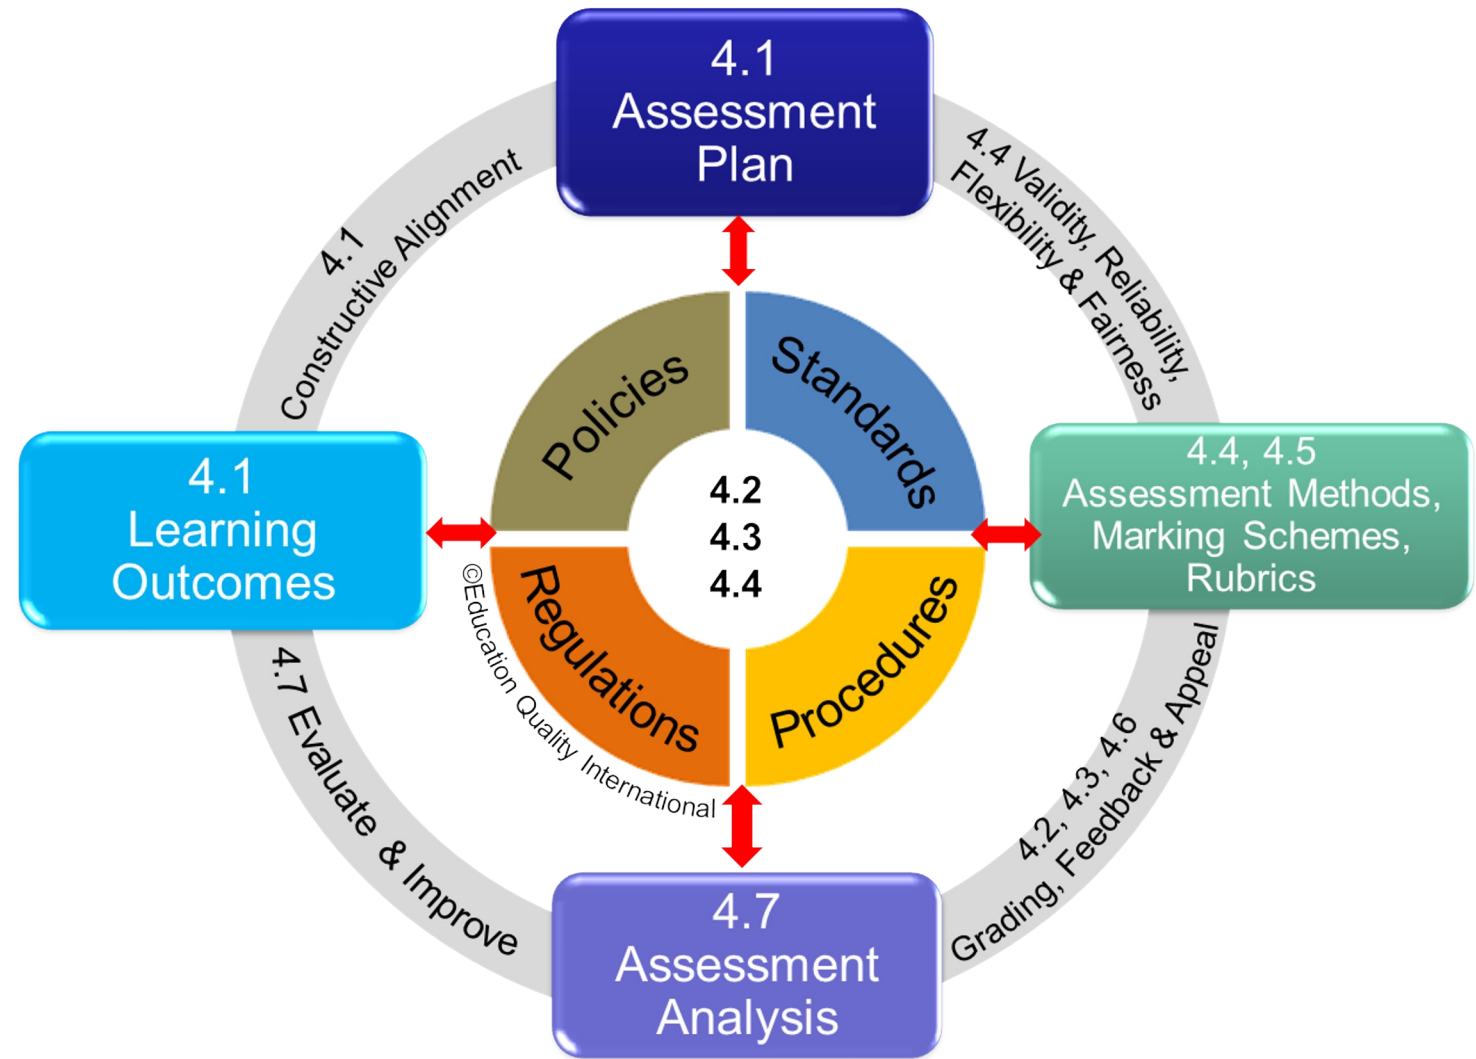 4.1
Assessment
Plan
4.1
Constructive Alignment
4.4 Validity, Reliability,
Flexibility & Fairness
Policies
Standards
4.1
Learning
Outcomes
4.2
4.3
4.4
4.4, 4.5
Assessment Methods,
Marking Schemes,
Rubrics
Regulations
Procedures
©Education Quality International
4.7 Evaluate & Improve
4.2, 4.3, 4.6
Grading, Feedback & Appeal
4.7
Assessment
Analysis